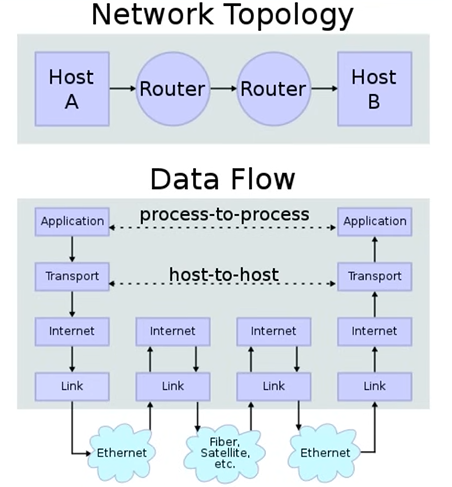 Network Topology
Host
A
Router
Router
Host
B
Data Flow
Application
process-to-process
Application
Transport
host-to-host
Transport
Internet
Internet
Internet
Internet
Link
Link
Link
Link
Ethernet
Fiber,
Satellite,
etc.
Ethernet